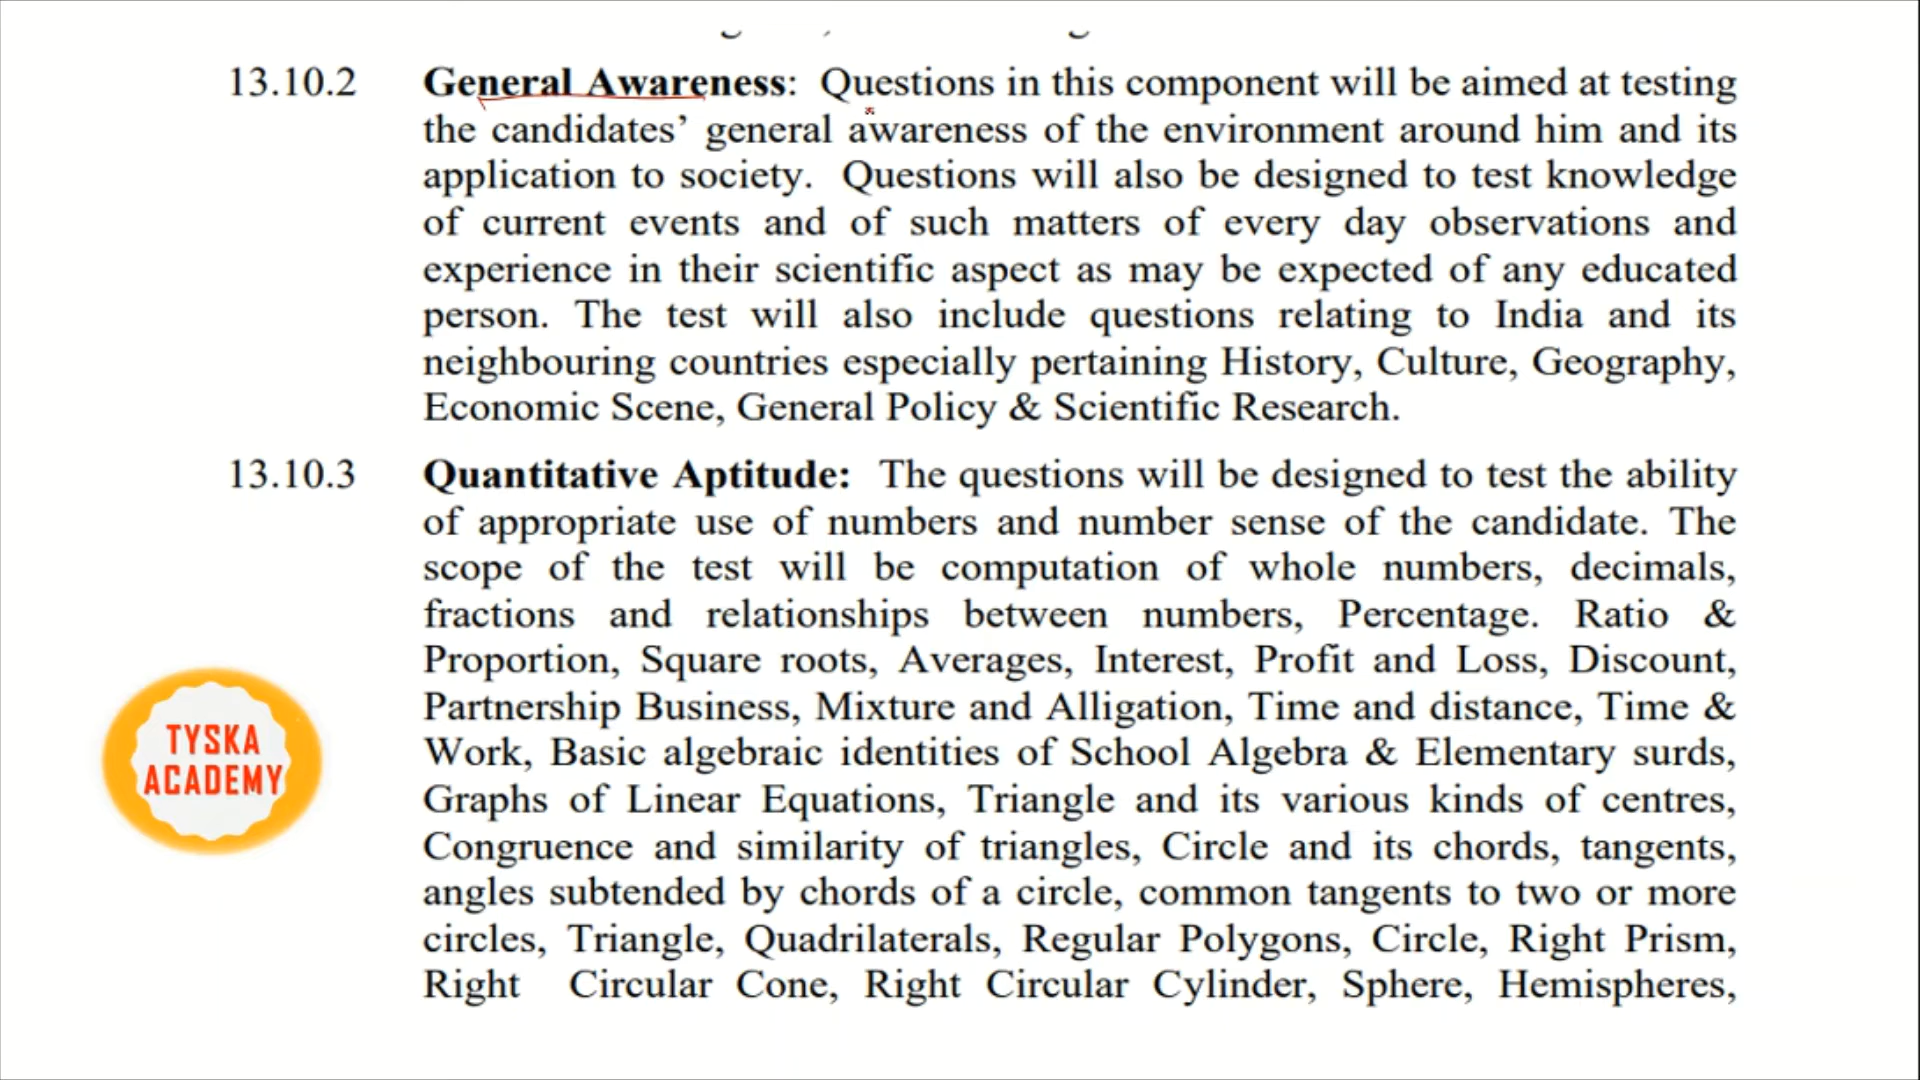 13.10.2 General Awareness: Questions in this component will be aimed at testing
the candidates’ general awareness of the environment around him and its
application to society. Questions will also be designed to test knowledge
of current events and of such matters of every day observations and
experience in their scientific aspect as may be expected of any educated
person. The test will also include questions relating to India and its
neighbouring countries especially pertaining History, Culture, Geography,
Economic Scene, General Policy & Scientific Research.
13.10.3 Quantitative Aptitude: The questions will be designed to test the ability
of appropriate use of numbers and number sense of the candidate. The
scope of the test will be computation of whole numbers, decimals,
fractions and relationships between numbers, Percentage. Ratio &
Proportion, Square roots, Averages, Interest, Profit and Loss, Discount,
Partnership Business, Mixture and Alligation, Time and distance, Time &
Work, Basic algebraic identities of School Algebra & Elementary surds,
Graphs of Linear Equations, Triangle and its various kinds of centres,
Congruence and similarity of triangles, Circle and its chords, tangents,
angles subtended by chords of a circle, common tangents to two or more
circles, Triangle, Quadrilaterals, Regular Polygons, Circle, Right Prism,
Right Circular Cone, Right Circular Cylinder, Sphere, Hemispheres,
TYSKA
ACADEMY